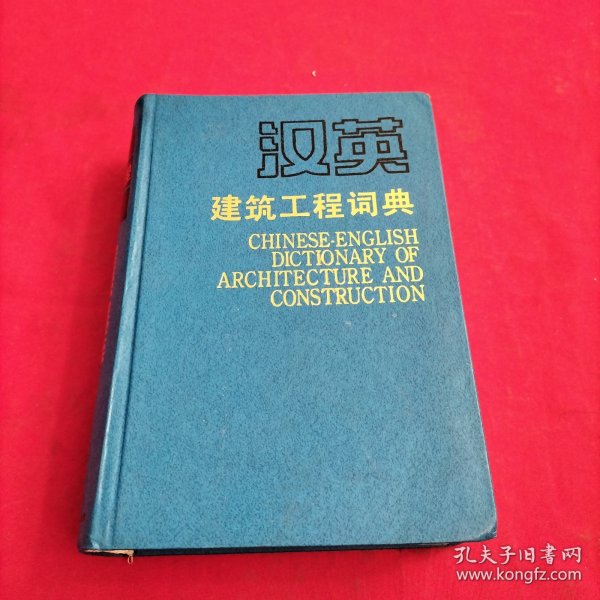 汉英
建筑工程词典
CHINESE-ENGLISH
DICTIONARY OF
ARCHITECTURE AND
CONSTRUCTION
孔夫子旧书网
www.kongfz.com